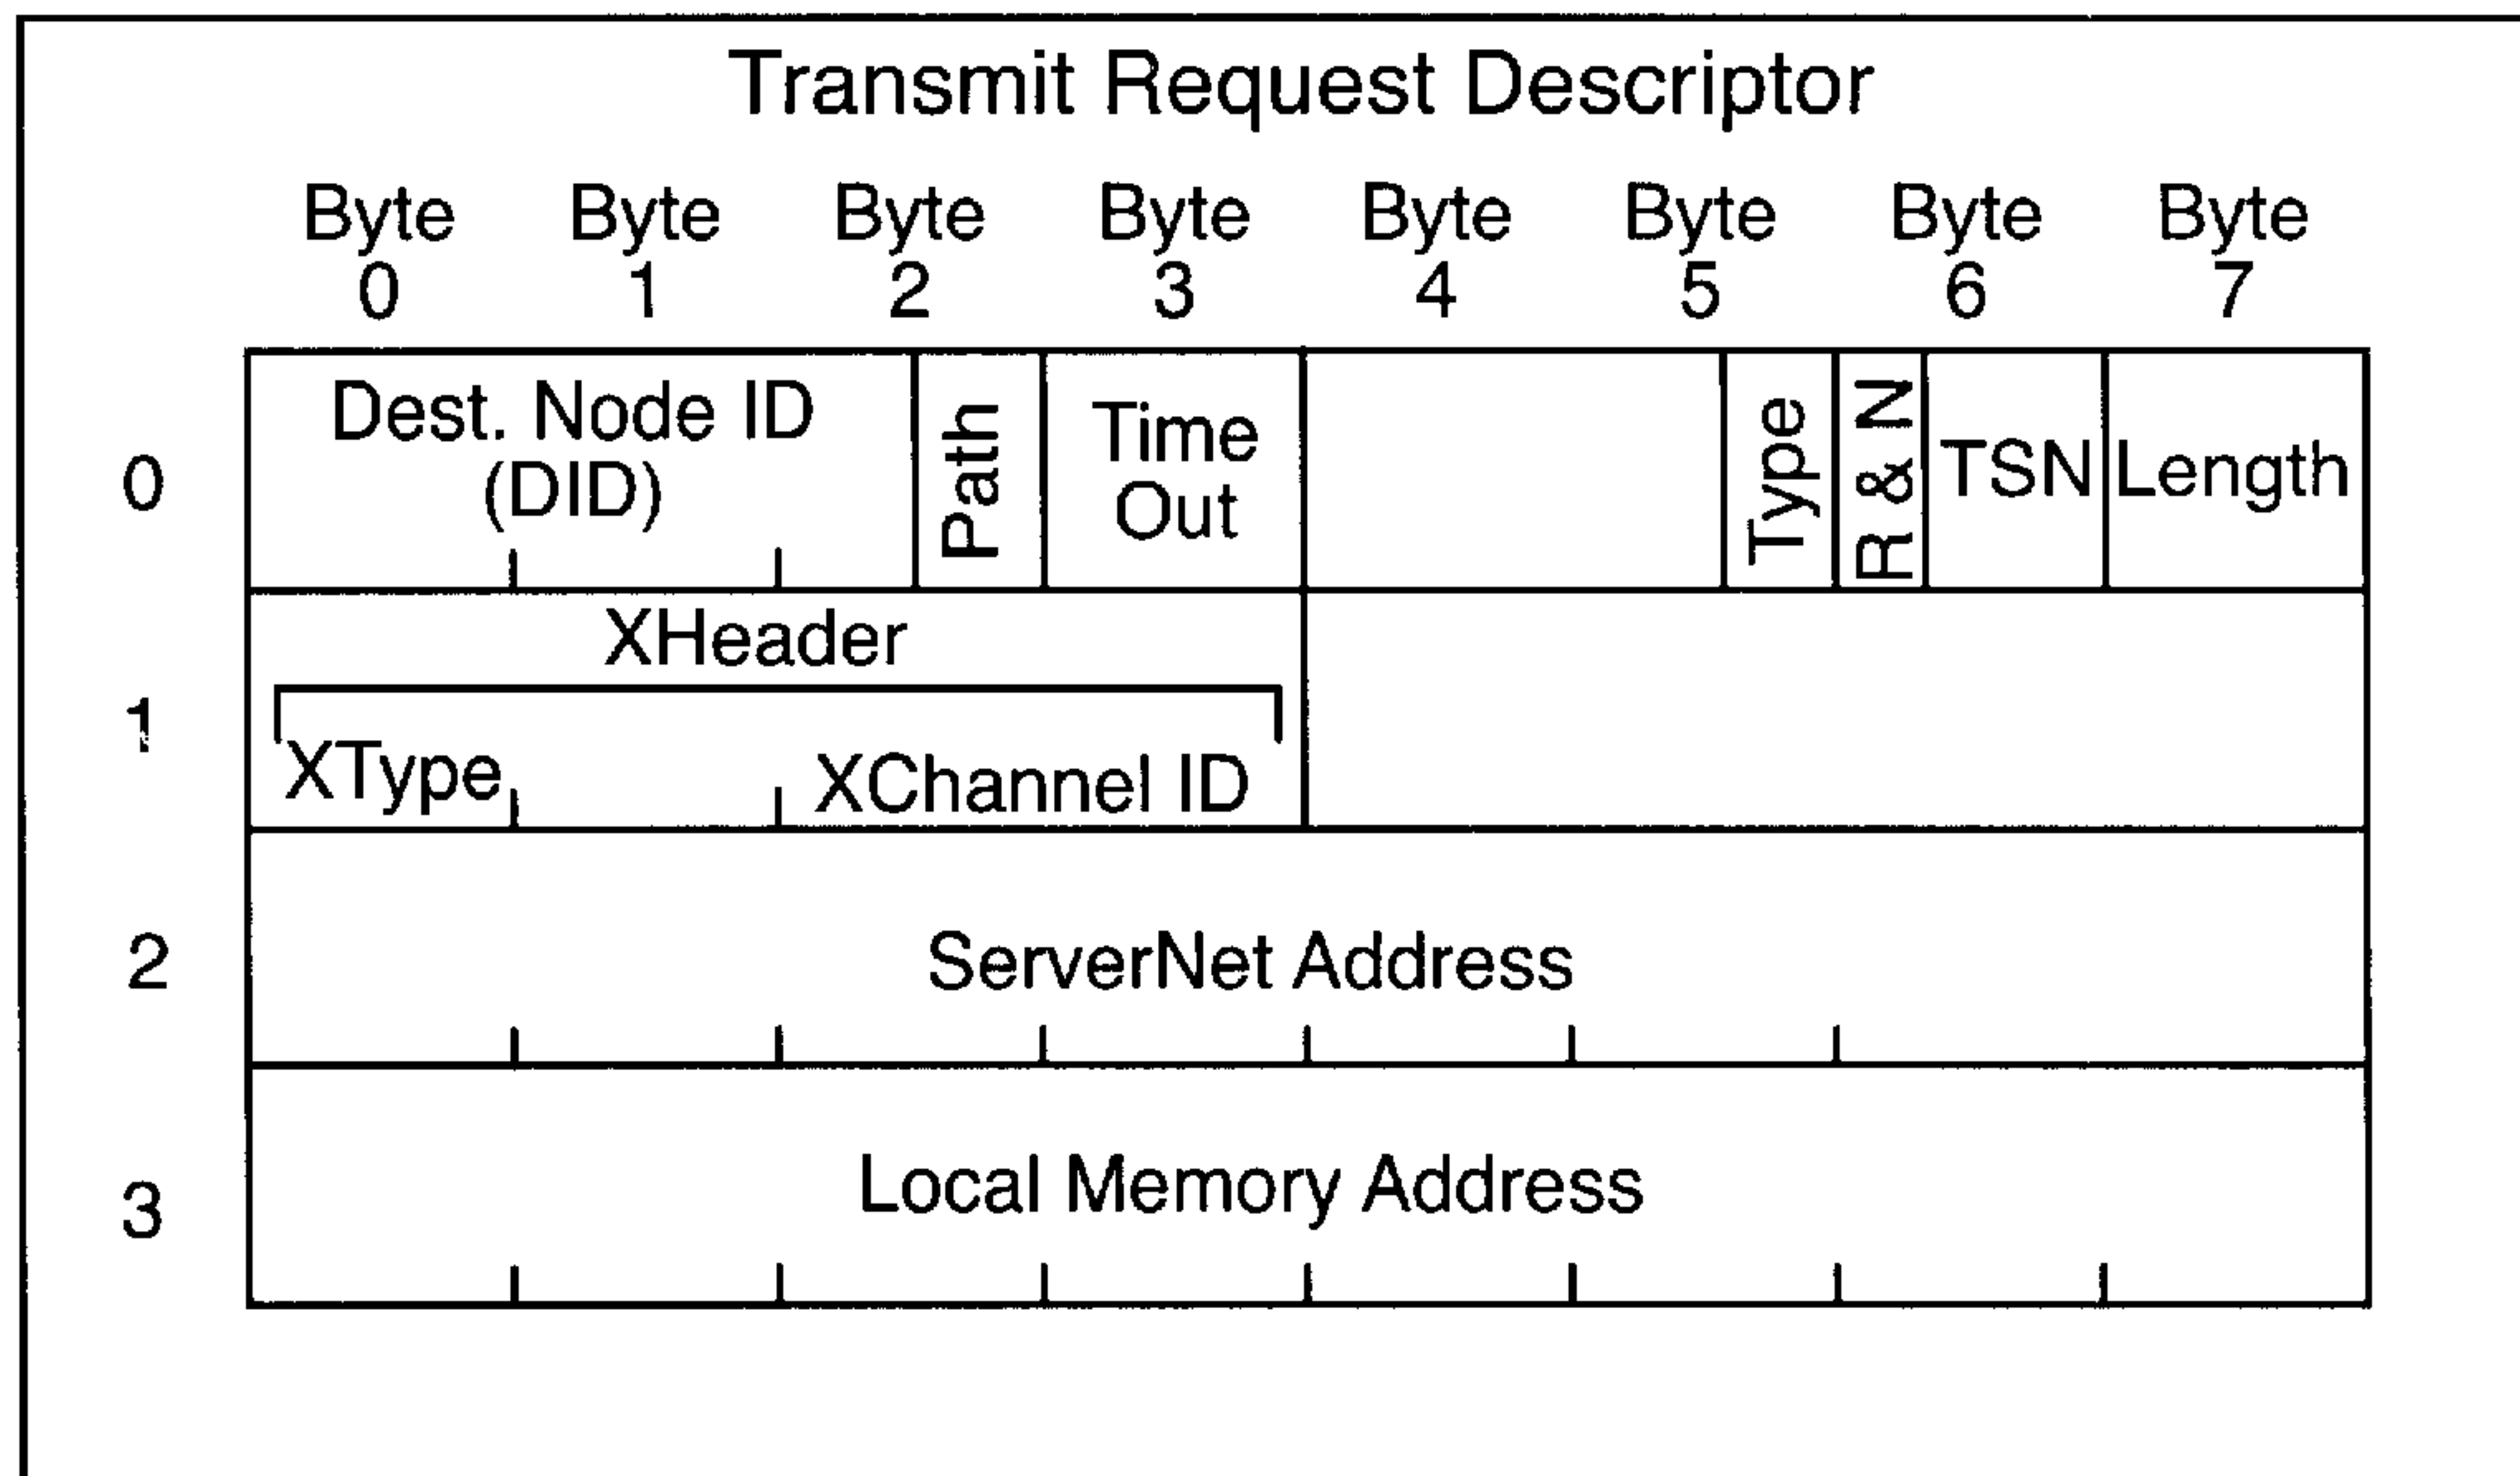 Transmit Request Descriptor
Byte Byte Byte Byte Byte Byte Byte Byte
0 1 2 3 4 5 6 7
0
Dest. Node ID
(DID)
Path
Time
Out
Type
R & N
TSN
Length
1
XHeader
XType
XChannel ID
2
ServerNet Address
3
Local Memory Address